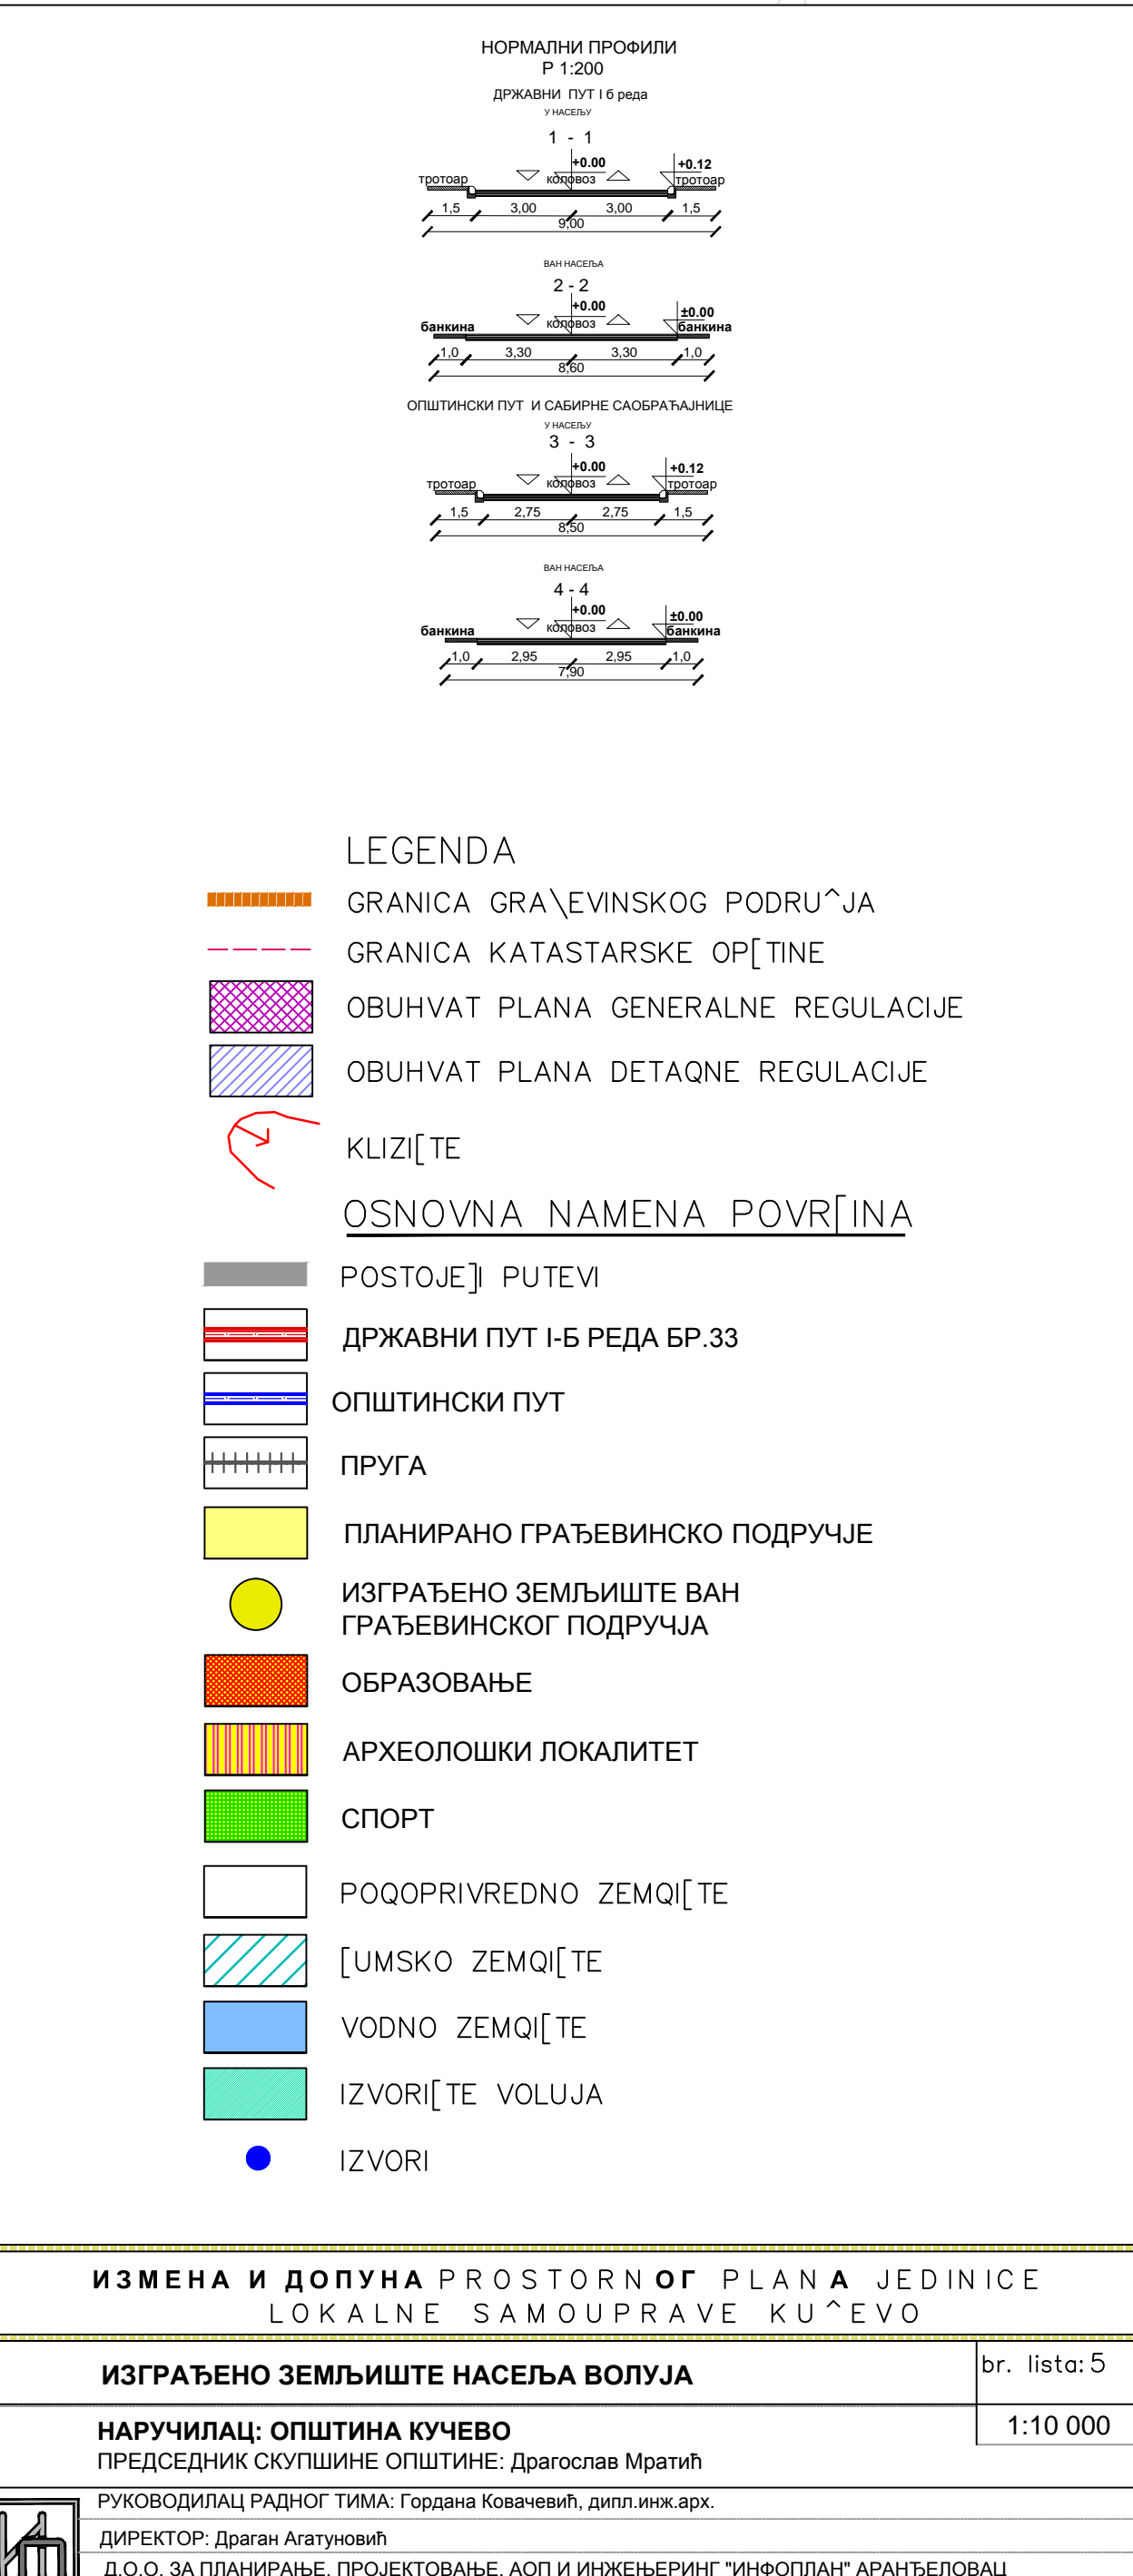 НОРМАЛНИ ПРОФИЛИ
Р 1:200
ДРЖАВНИ ПУТ I б реда
У НАСЕЉУ
1 - 1
+0.00 +0.12
тротоар коловоз тротоар
1,5 3,00 3,00 1,5
9,00
ВАН НАСЕЉА
2 - 2
+0.00 ±0.00
банкина коловоз банкина
1,0 3,30 3,30 1,0
8,60
ОПШТИНСКИ ПУТ И САБИРНЕ САОБРАЋАЈНИЦЕ
У НАСЕЉУ
3 - 3
+0.00 +0.12
тротоар коловоз тротоар
1,5 2,75 2,75 1,5
8,50
ВАН НАСЕЉА
4 - 4
+0.00 ±0.00
банкина коловоз банкина
1,0 2,95 2,95 1,0
7,90
LEGENDA
GRANICA GRA\EVINSKOG PODRU^JA
GRANICA KATASTARSKE OP[TINE
OBUHVAT PLANA GENERALNE REGULACIJE
OBUHVAT PLANA DETAQNE REGULACIJE
KLIZI[TE
OSNOVNA NAMENA POVR[INA
POSTOJE]I PUTEVI
ДРЖАВНИ ПУТ I-Б РЕДА БР.33
ОПШТИНСКИ ПУТ
ПРУГА
ПЛАНИРАНО ГРАЂЕВИНСКО ПОДРУЧЈЕ
ИЗГРАЂЕНО ЗЕМЉИШТЕ ВАН
ГРАЂЕВИНСКОГ ПОДРУЧЈА
ОБРАЗОВАЊЕ
АРХЕОЛОШКИ ЛОКАЛИТЕТ
СПОРТ
POQOPRIVREDNO ZEMQI[TE
[UMSKO ZEMQI[TE
VODNO ZEMQI[TE
IZVORI[TE VOLUJA
IZVORI
ИЗМЕНА И ДОПУНА PROSTORNОГ PLANА JEDINICE
LOKALNE SAMOUPRAVE KU^EVO
ИЗГРАЂЕНО ЗЕМЉИШТЕ НАСЕЉА ВОЛУЈА
br. lista: 5
НАРУЧИЛАЦ: ОПШТИНА КУЧЕВО
1:10 000
ПРЕДСЕДНИК СКУПШИНЕ ОПШТИНЕ: Драгослав Мратић
РУКОВОДИЛАЦ РАДНОГ ТИМА: Гордана Ковачевић, дипл.инж.арх.
ДИРЕКТОР: Драган Агатуновић
Д.О.О. ЗА ПЛАНИРАЊЕ, ПРОЈЕКТОВАЊЕ, АОП И ИНЖЕЊЕРИНГ "ИНФОПЛАН" АРАНЂЕЛОВАЦ